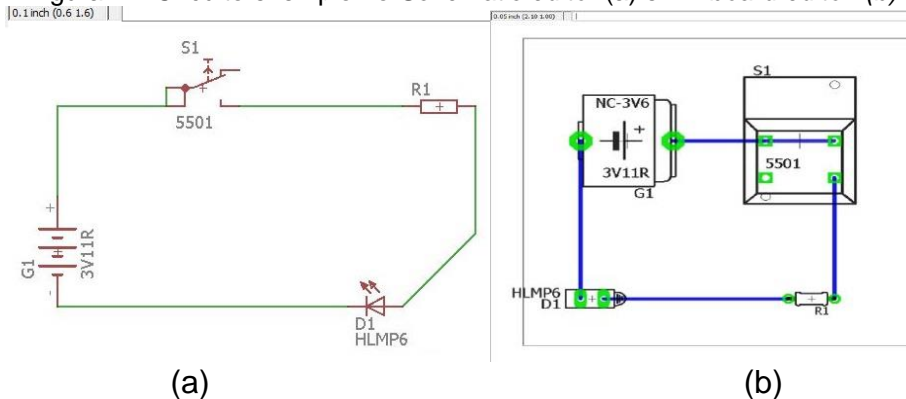 0.1 inch (0.6 1.6)
S1
5501
R1
+
3V11R
G1
-
D1
HLMP6
(a)
0.05 inch (2.10 1.00)
S1
NC-3V6
+
3V11R
G1
5501
HLMP6
D1
R1
(b)